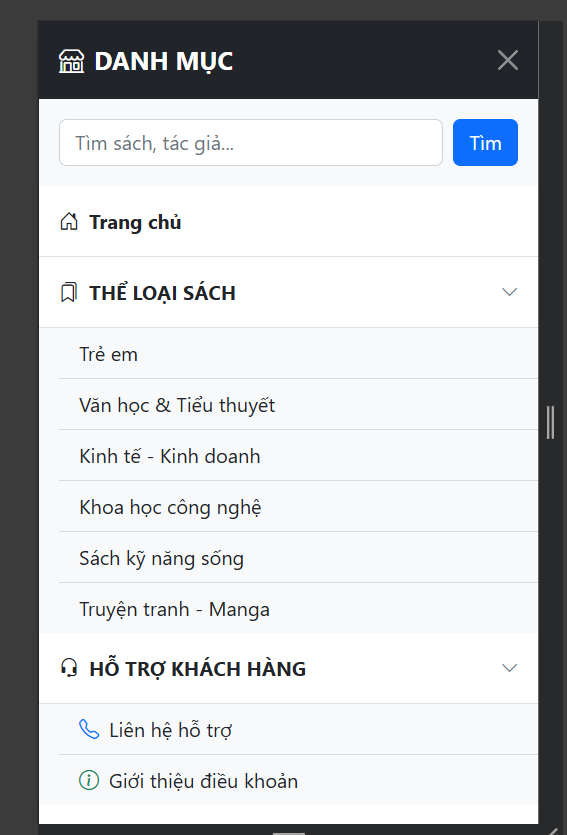 DANH MỤC
Tìm sách, tác giả...
Tìm
Trang chủ
THỂ LOẠI SÁCH
Trẻ em
Văn học & Tiểu thuyết
Kinh tế - Kinh doanh
Khoa học công nghệ
Sách kỹ năng sống
Truyện tranh - Manga
HỖ TRỢ KHÁCH HÀNG
Liên hệ hỗ trợ
Giới thiệu điều khoản